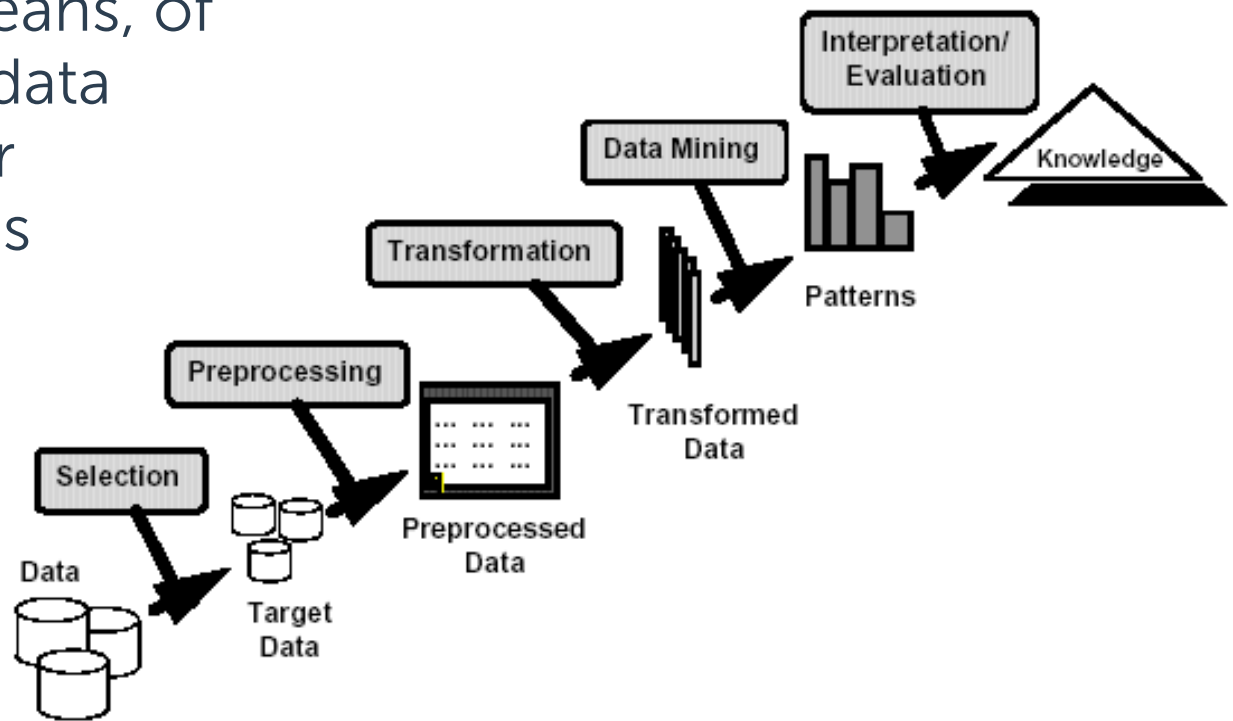 eans, of
data
r
s
Interpretation/
Evaluation
Knowledge
Data Mining
Patterns
Transformation
Transformed
Data
Preprocessing
Preprocessed
Data
Selection
Target
Data
Data